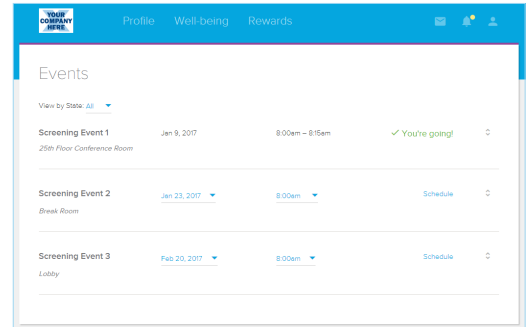 YOUR
COMPANY
HERE
Profile Well-being Rewards
Events
View by State: All
Screening Event 1 Jan 9, 2017 8:00am – 8:15am You're going!
25th Floor Conference Room
Screening Event 2 Jan 23, 2017 8:00am Schedule
Break Room
Screening Event 3 Feb 20, 2017 8:00am Schedule
Lobby